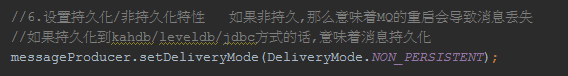 //6.设置持久化/非持久化特性   如果非持久,那么意味着MQ的重启会导致消息丢失
//如果持久化到kahdb/leveldb/jdbc方式的话,意味着消息持久化
messageProducer.setDeliveryMode(DeliveryMode.NON_PERSISTENT);